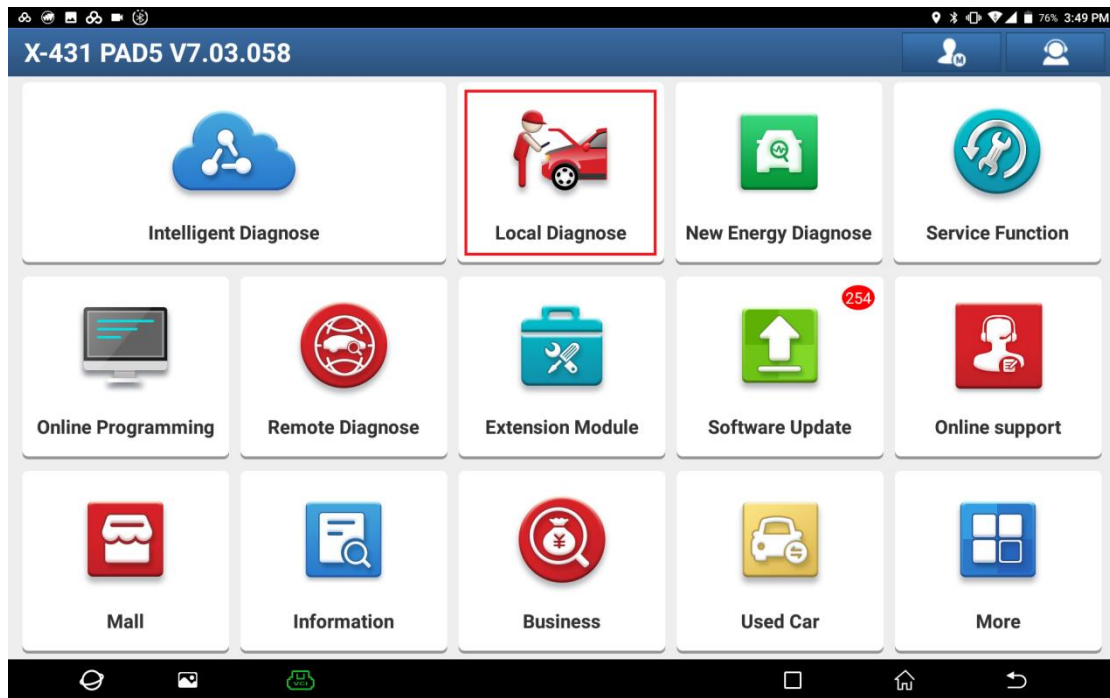 76% 3:49 PM
X-431 PAD5 V7.03.058
M
Intelligent Diagnose
Local Diagnose
New Energy Diagnose
Service Function
254
Online Programming
Remote Diagnose
Extension Module
Software Update
Online support
¥
Mall
Information
Business
Used Car
More
VCI